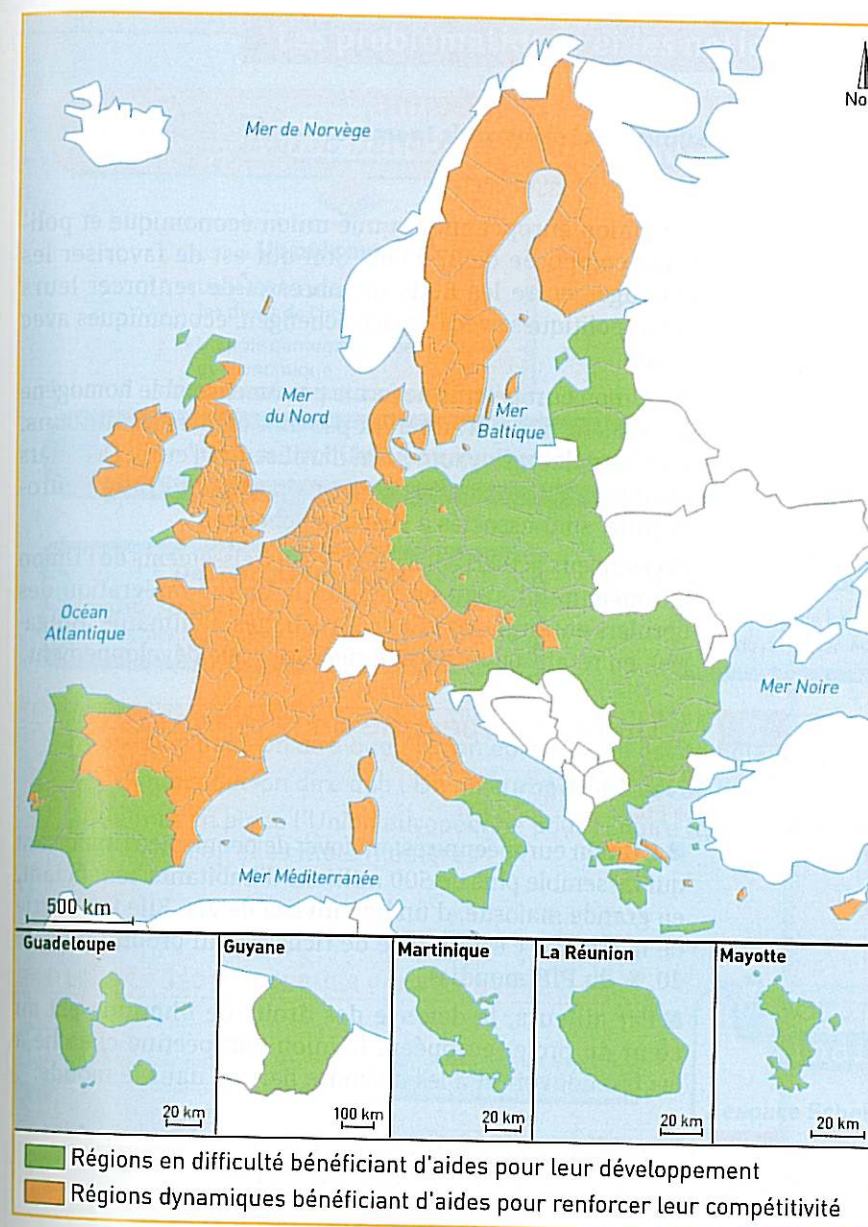 No
Mer de Norvège
Mer
du Nord
Mer
Baltique
Océan
Atlantique
Mer Noire
Mer Méditerranée
500 km
Guadeloupe
20 km
Guyane
100 km
Martinique
20 km
La Réunion
20 km
Mayotte
20 km
Régions en difficulté bénéficiant d'aides pour leur développement
Régions dynamiques bénéficiant d'aides pour renforcer leur compétitivité